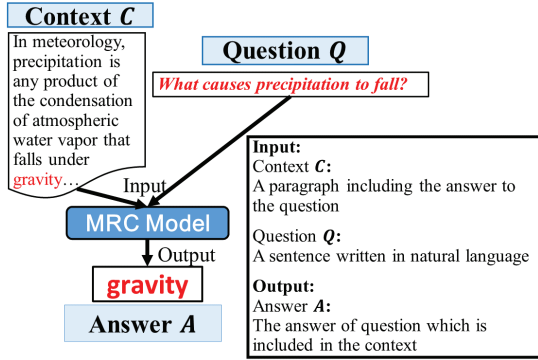 Context C
In meteorology,
precipitation is
any product of
the condensation
of atmospheric
water vapor that
falls under
gravity…
Question Q
What causes precipitation to fall?
Input
MRC Model
Output
gravity
Answer A
Input:
Context C:
A paragraph including the answer to
the question
Question Q:
A sentence written in natural language
Output:
Answer A:
The answer of question which is
included in the context